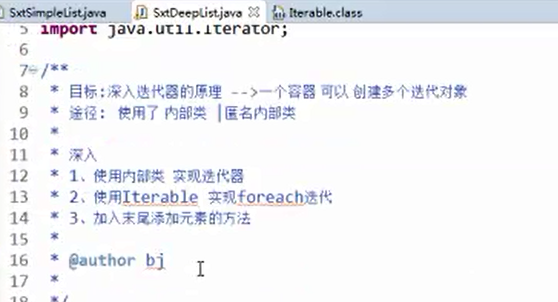 SxtSimpleList.java SxtDeepList.java Iterable.class
5 import java.util.Iterator;
6
7 /**
8 * 目标:深入迭代器的原理 -->一个容器 可以 创建多个迭代对象
9 * 途径: 使用了 内部类 |匿名内部类
10 *
11 * 深入
12 * 1、使用内部类 实现迭代器
13 * 2、使用Iterable 实现foreach迭代
14 * 3、加入末尾添加元素的方法
15 *
16 * @author bj
17 *
18 */